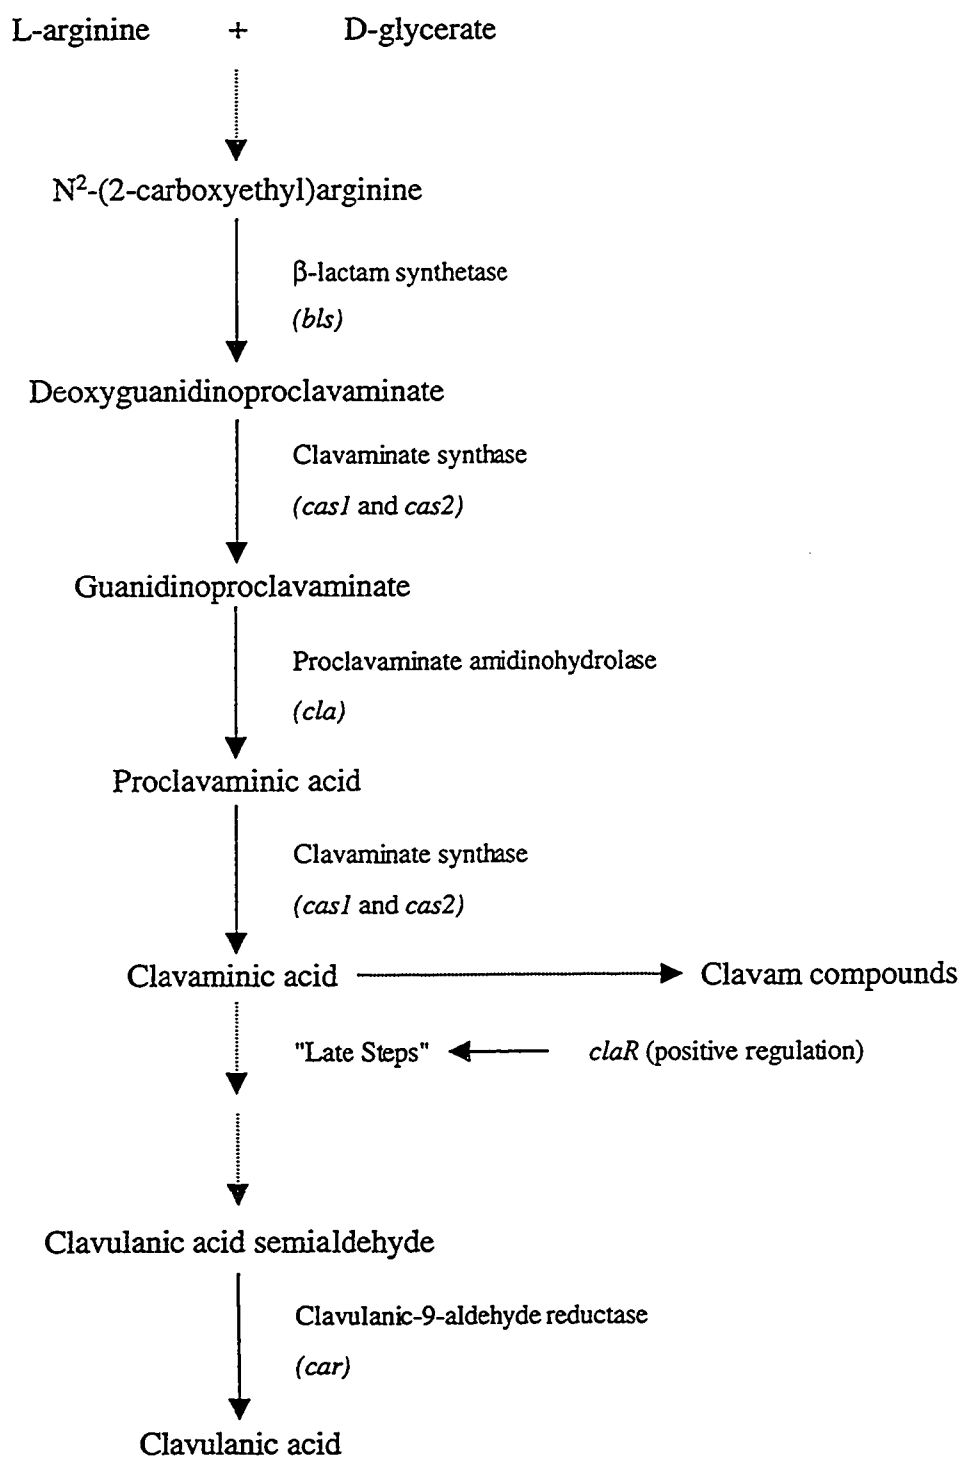 L-arginine + D-glycerate
N²-(2-carboxyethyl)arginine
β-lactam synthetase
(bls)
Deoxyguanidinoproclavaminate
Clavaminate synthase
(cas1 and cas2)
Guanidinoproclavaminate
Proclavaminate amidinohydrolase
(cla)
Proclavaminic acid
Clavaminate synthase
(cas1 and cas2)
Clavaminic acid Clavam compounds
"Late Steps" claR (positive regulation)
Clavulanic acid semialdehyde
Clavulanic-9-aldehyde reductase
(car)
Clavulanic acid